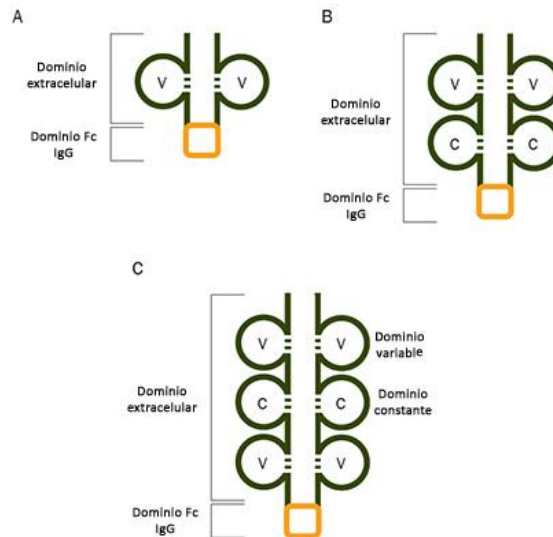 A
Dominio
extracelular
V V
Dominio Fc
IgG
B
Dominio
extracelular
V V
C C
Dominio Fc
IgG
C
Dominio
extracelular
V V
Dominio
variable
C C
Dominio
constante
V V
Dominio Fc
IgG